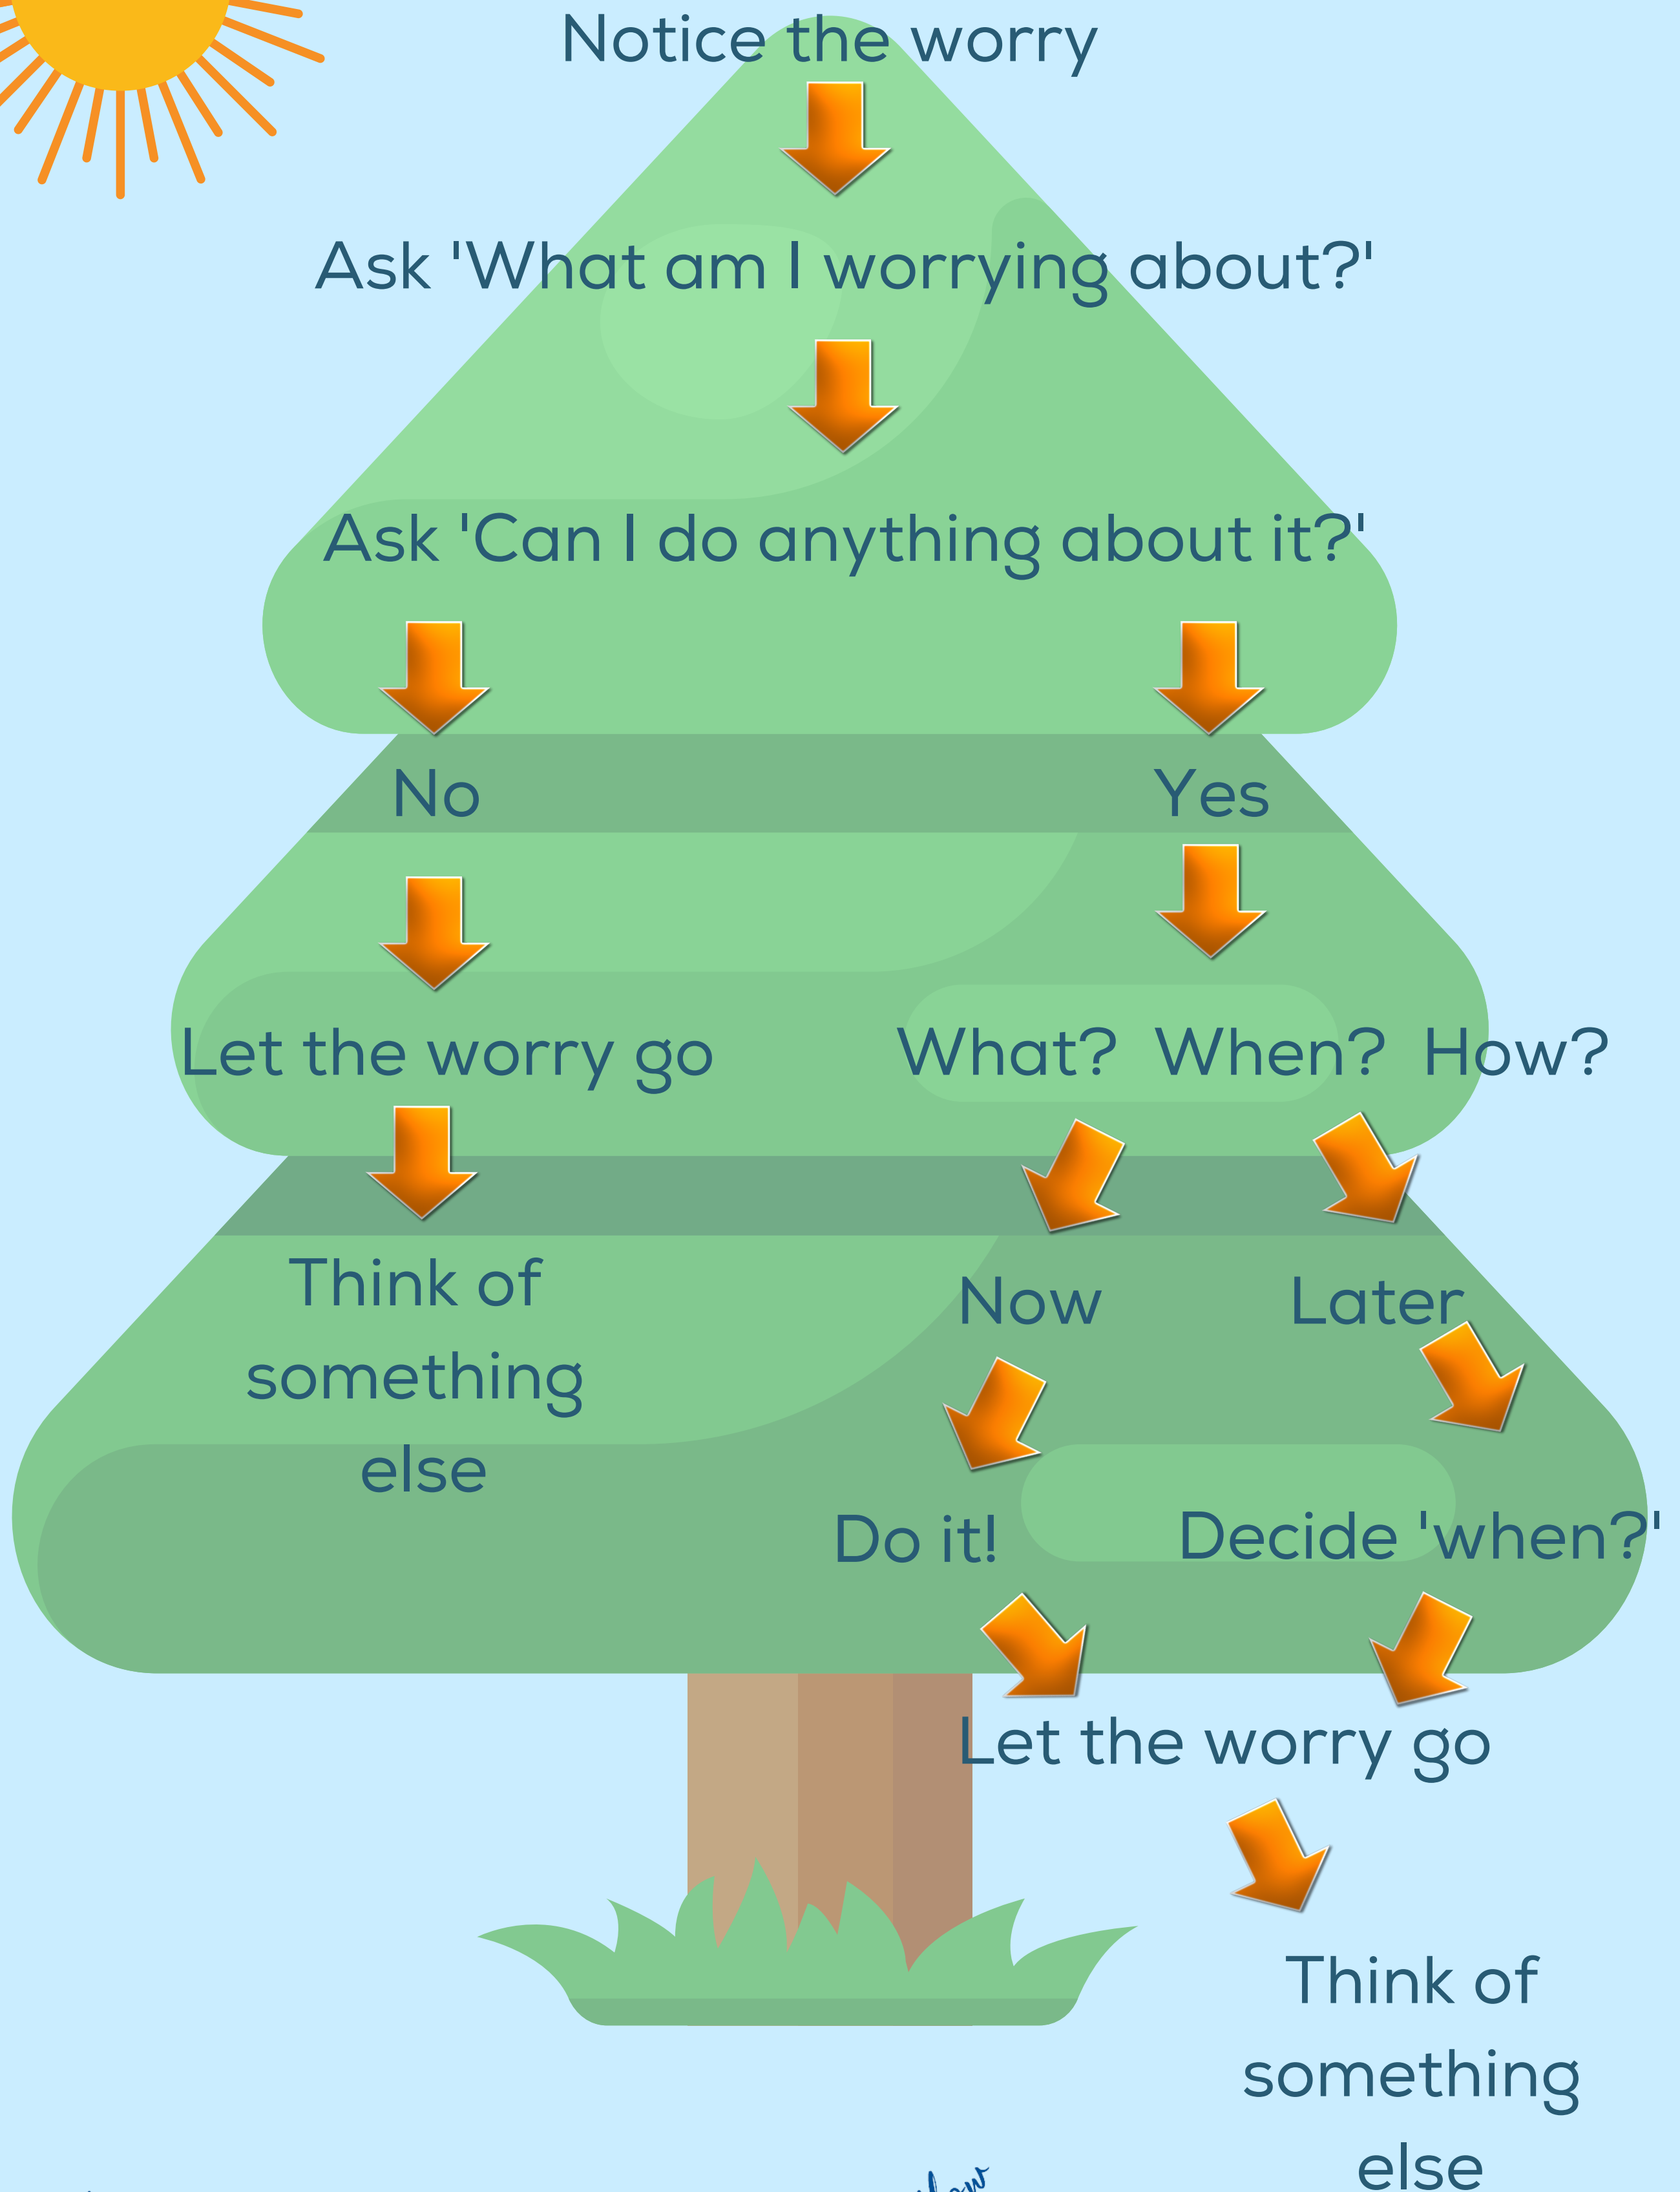 Notice the worry
Ask 'What am I worrying about?'
Ask 'Can I do anything about it?'
No Yes
Let the worry go What? When? How?
Think of
something
else
Now Later
Do it! Decide 'when?'
Let the worry go
Think of
something
else